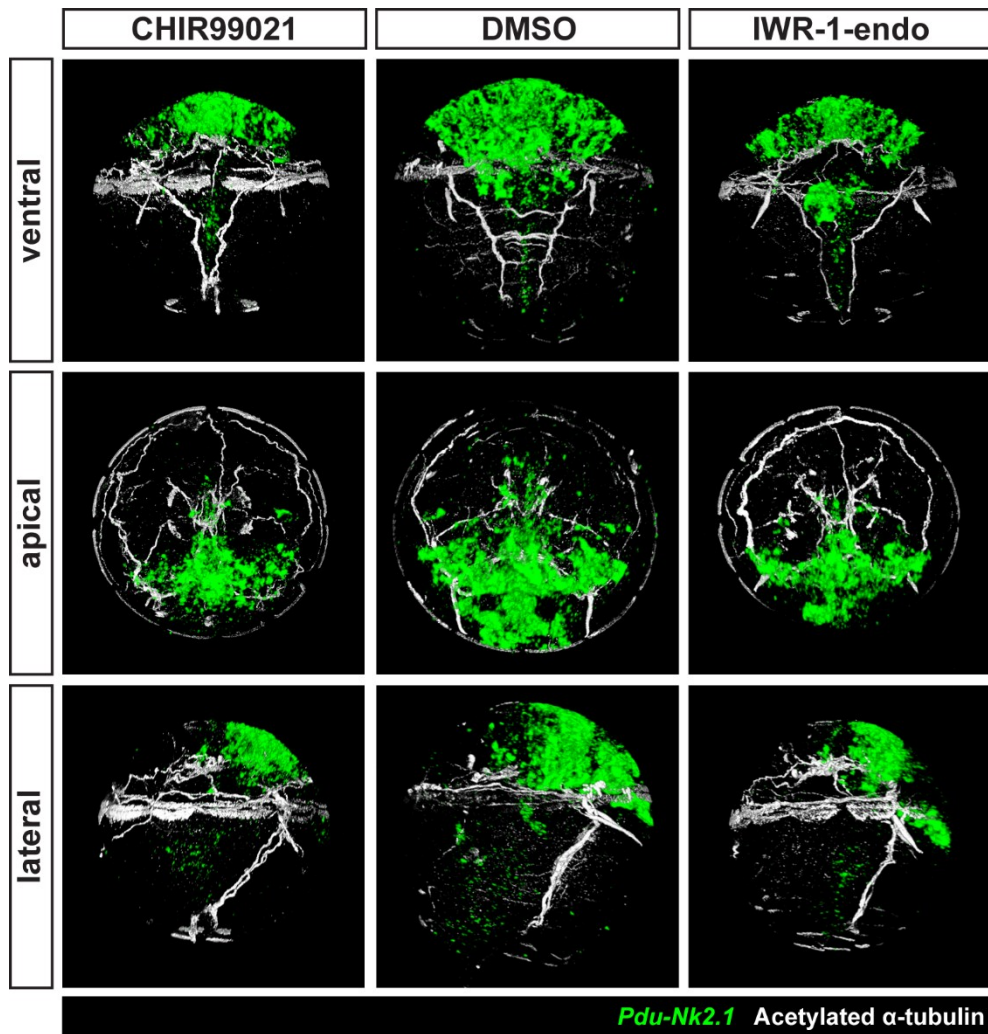 CHIR99021 DMSO IWR-1-endo
ventral
apical
lateral
Pdu-Nk2.1 Acetylated α-tubulin